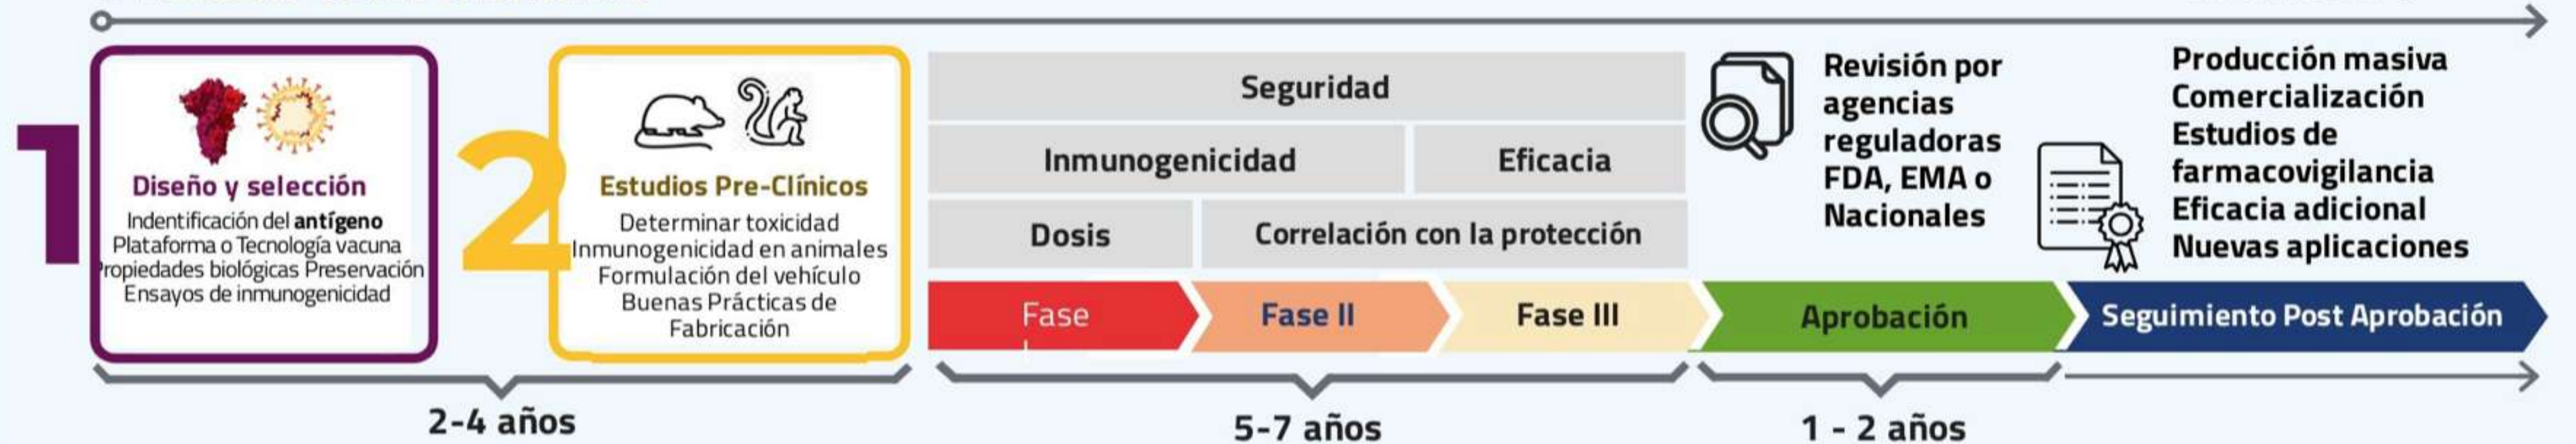 1
Diseño y selección
Indentificación del antígeno
Plataforma o Tecnología vacuna
ropiedades biológicas Preservación
Ensayos de inmunogenicidad
2
Estudios Pre-Clínicos
Determinar toxicidad
Inmunogenicidad en animales
Formulación del vehículo
Buenas Prácticas de
Fabricación
2-4 años
Seguridad
Inmunogenicidad
Eficacia
Dosis
Correlación con la protección
Fase
Fase II
Fase III
5-7 años
Revisión por
agencias
reguladoras
FDA, EMA o
Nacionales
Aprobación
1 - 2 años
Producción masiva
Comercialización
Estudios de
farmacovigilancia
Eficacia adicional
Nuevas aplicaciones
Seguimiento Post Aprobación